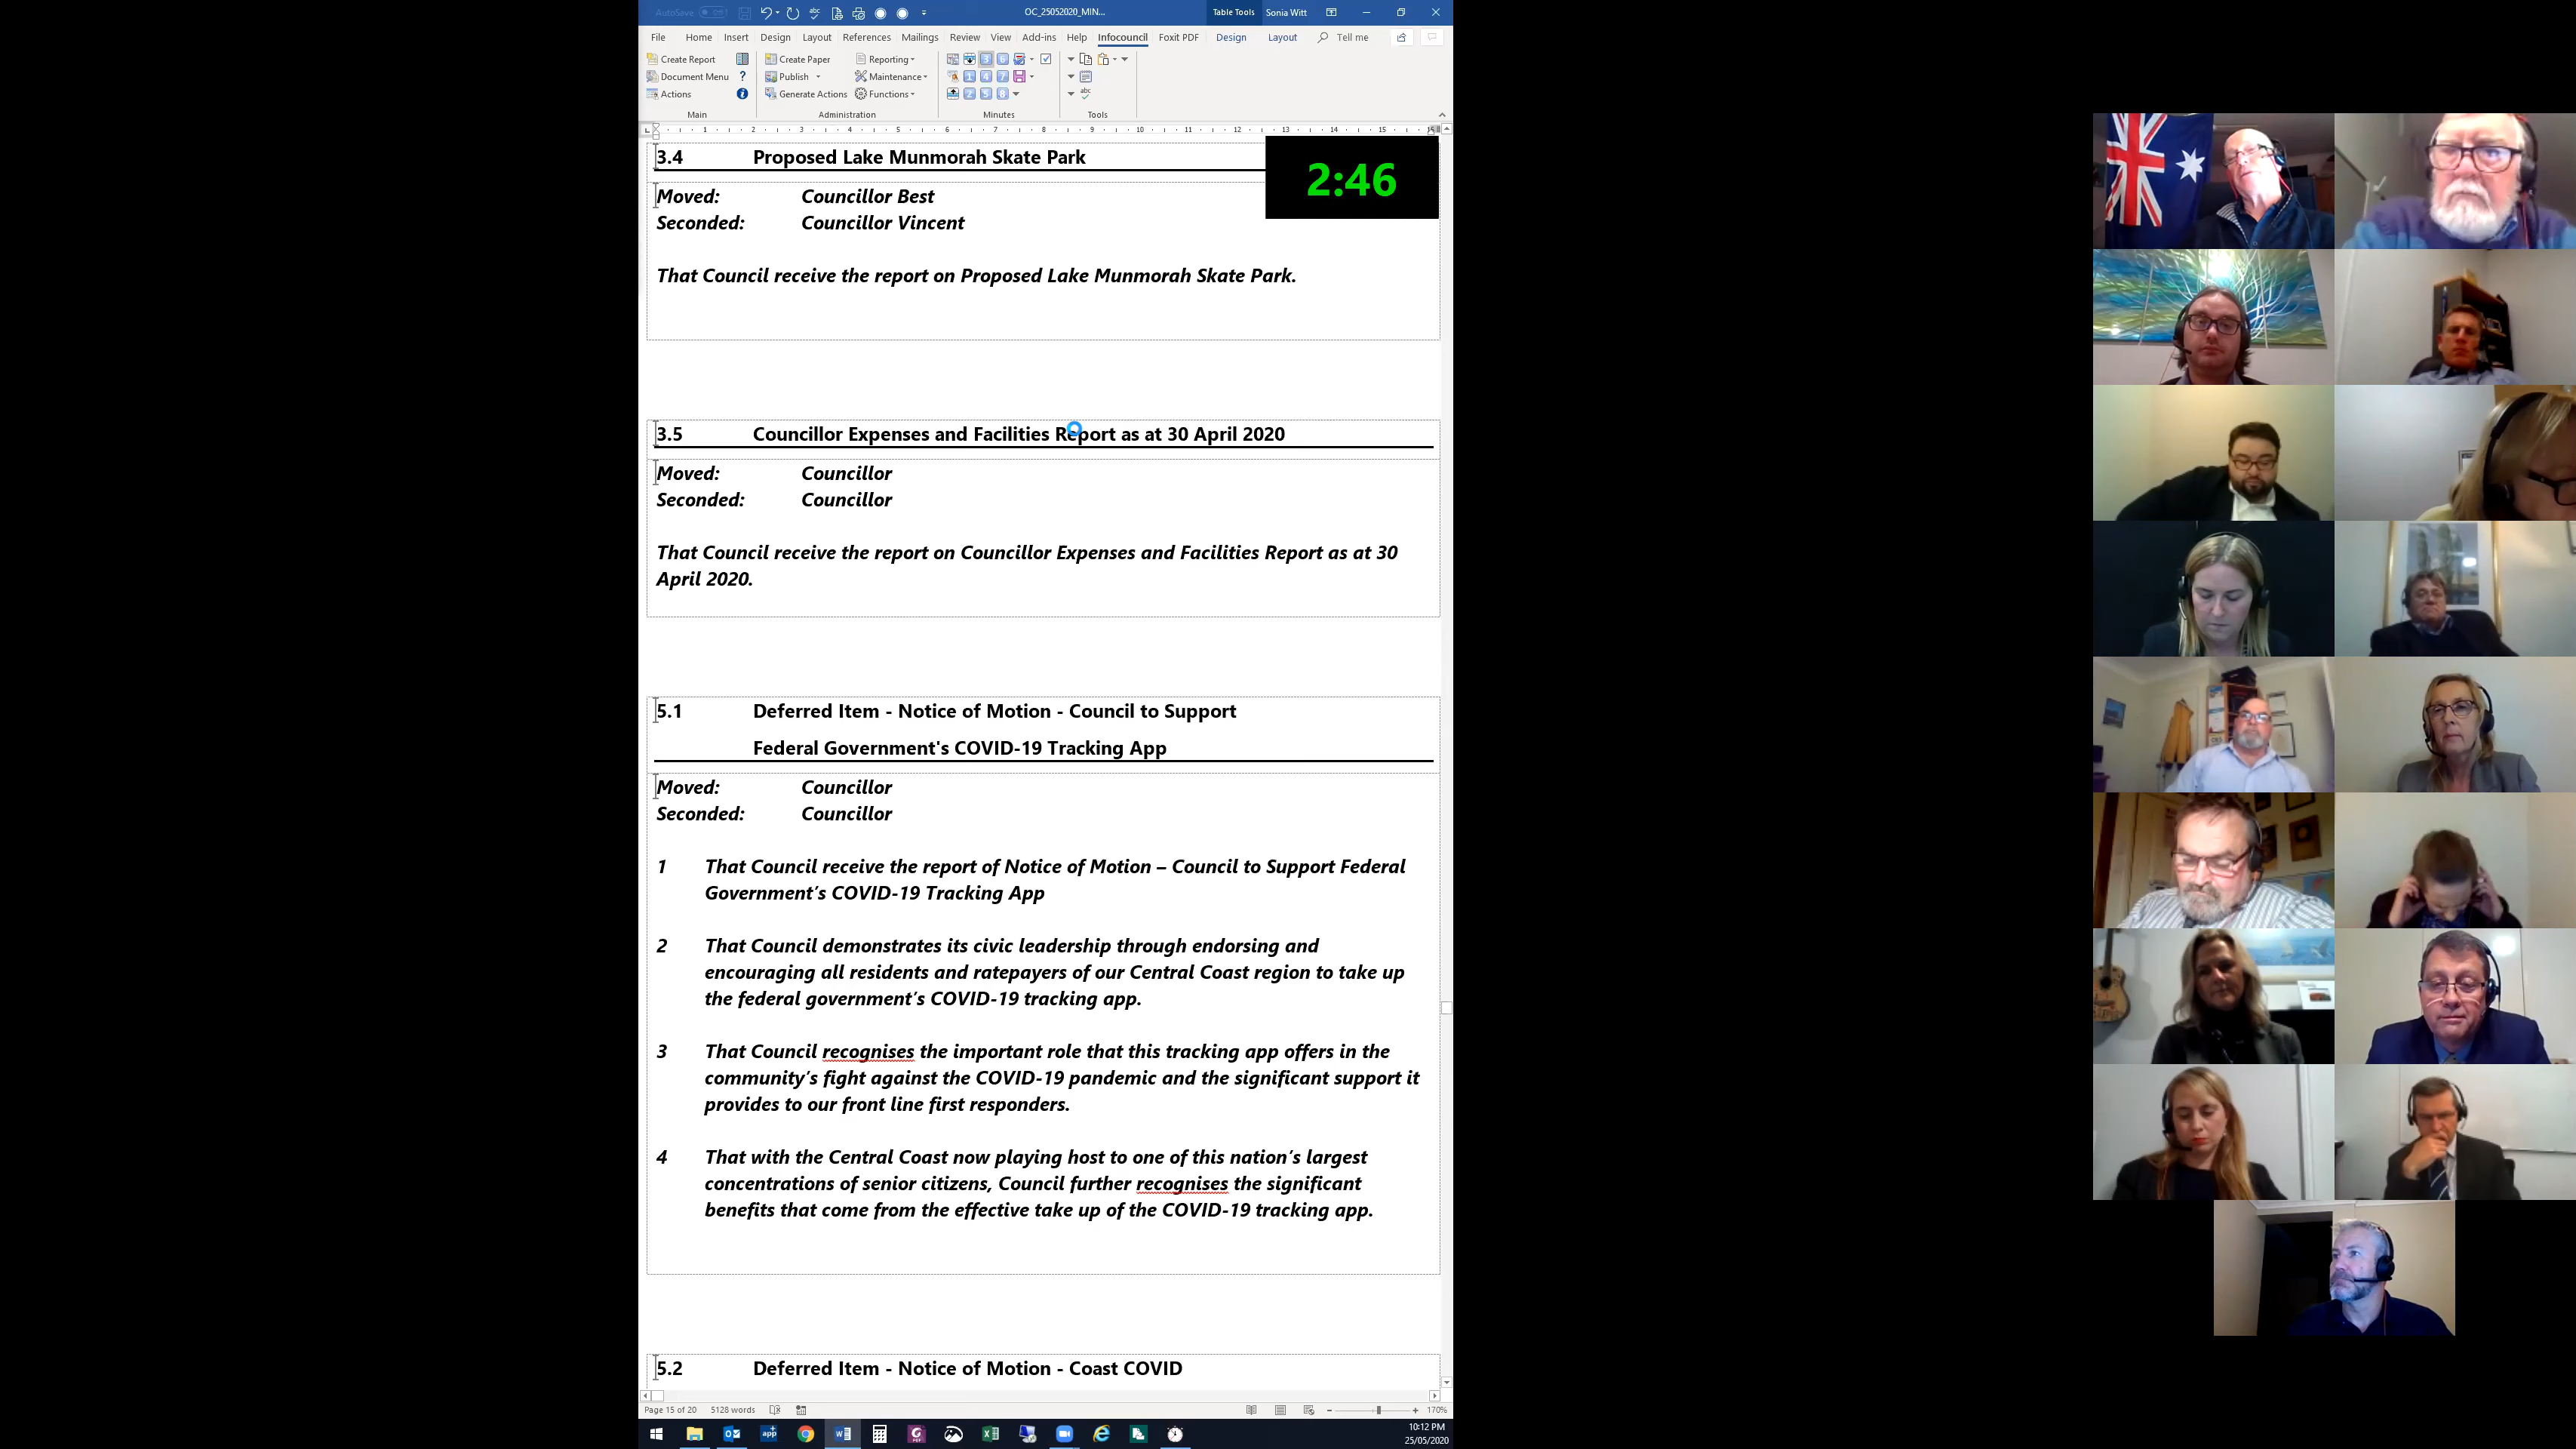 AutoSave Off
OC_25052020_MIN...
Table Tools
Sonia Witt
File Home Insert Design Layout References Mailings Review View Add-ins Help Infocouncil Foxit PDF Design Layout Tell me
Create Report
Document Menu
Actions
Main
Create Paper
Publish
Generate Actions
Reporting
Maintenance
Functions
Administration
Minutes
Tools
2:46
3.4 Proposed Lake Munmorah Skate Park
Moved: Councillor Best
Seconded: Councillor Vincent
That Council receive the report on Proposed Lake Munmorah Skate Park.
3.5 Councillor Expenses and Facilities Report as at 30 April 2020
Moved: Councillor
Seconded: Councillor
That Council receive the report on Councillor Expenses and Facilities Report as at 30
April 2020.
5.1 Deferred Item - Notice of Motion - Council to Support
Federal Government's COVID-19 Tracking App
Moved: Councillor
Seconded: Councillor
1 That Council receive the report of Notice of Motion – Council to Support Federal
Government’s COVID-19 Tracking App
2 That Council demonstrates its civic leadership through endorsing and
encouraging all residents and ratepayers of our Central Coast region to take up
the federal government’s COVID-19 tracking app.
3 That Council recognises the important role that this tracking app offers in the
community’s fight against the COVID-19 pandemic and the significant support it
provides to our front line first responders.
4 That with the Central Coast now playing host to one of this nation’s largest
concentrations of senior citizens, Council further recognises the significant
benefits that come from the effective take up of the COVID-19 tracking app.
5.2 Deferred Item - Notice of Motion - Coast COVID
Page 15 of 20 5128 words
170%
10:12 PM
25/05/2020